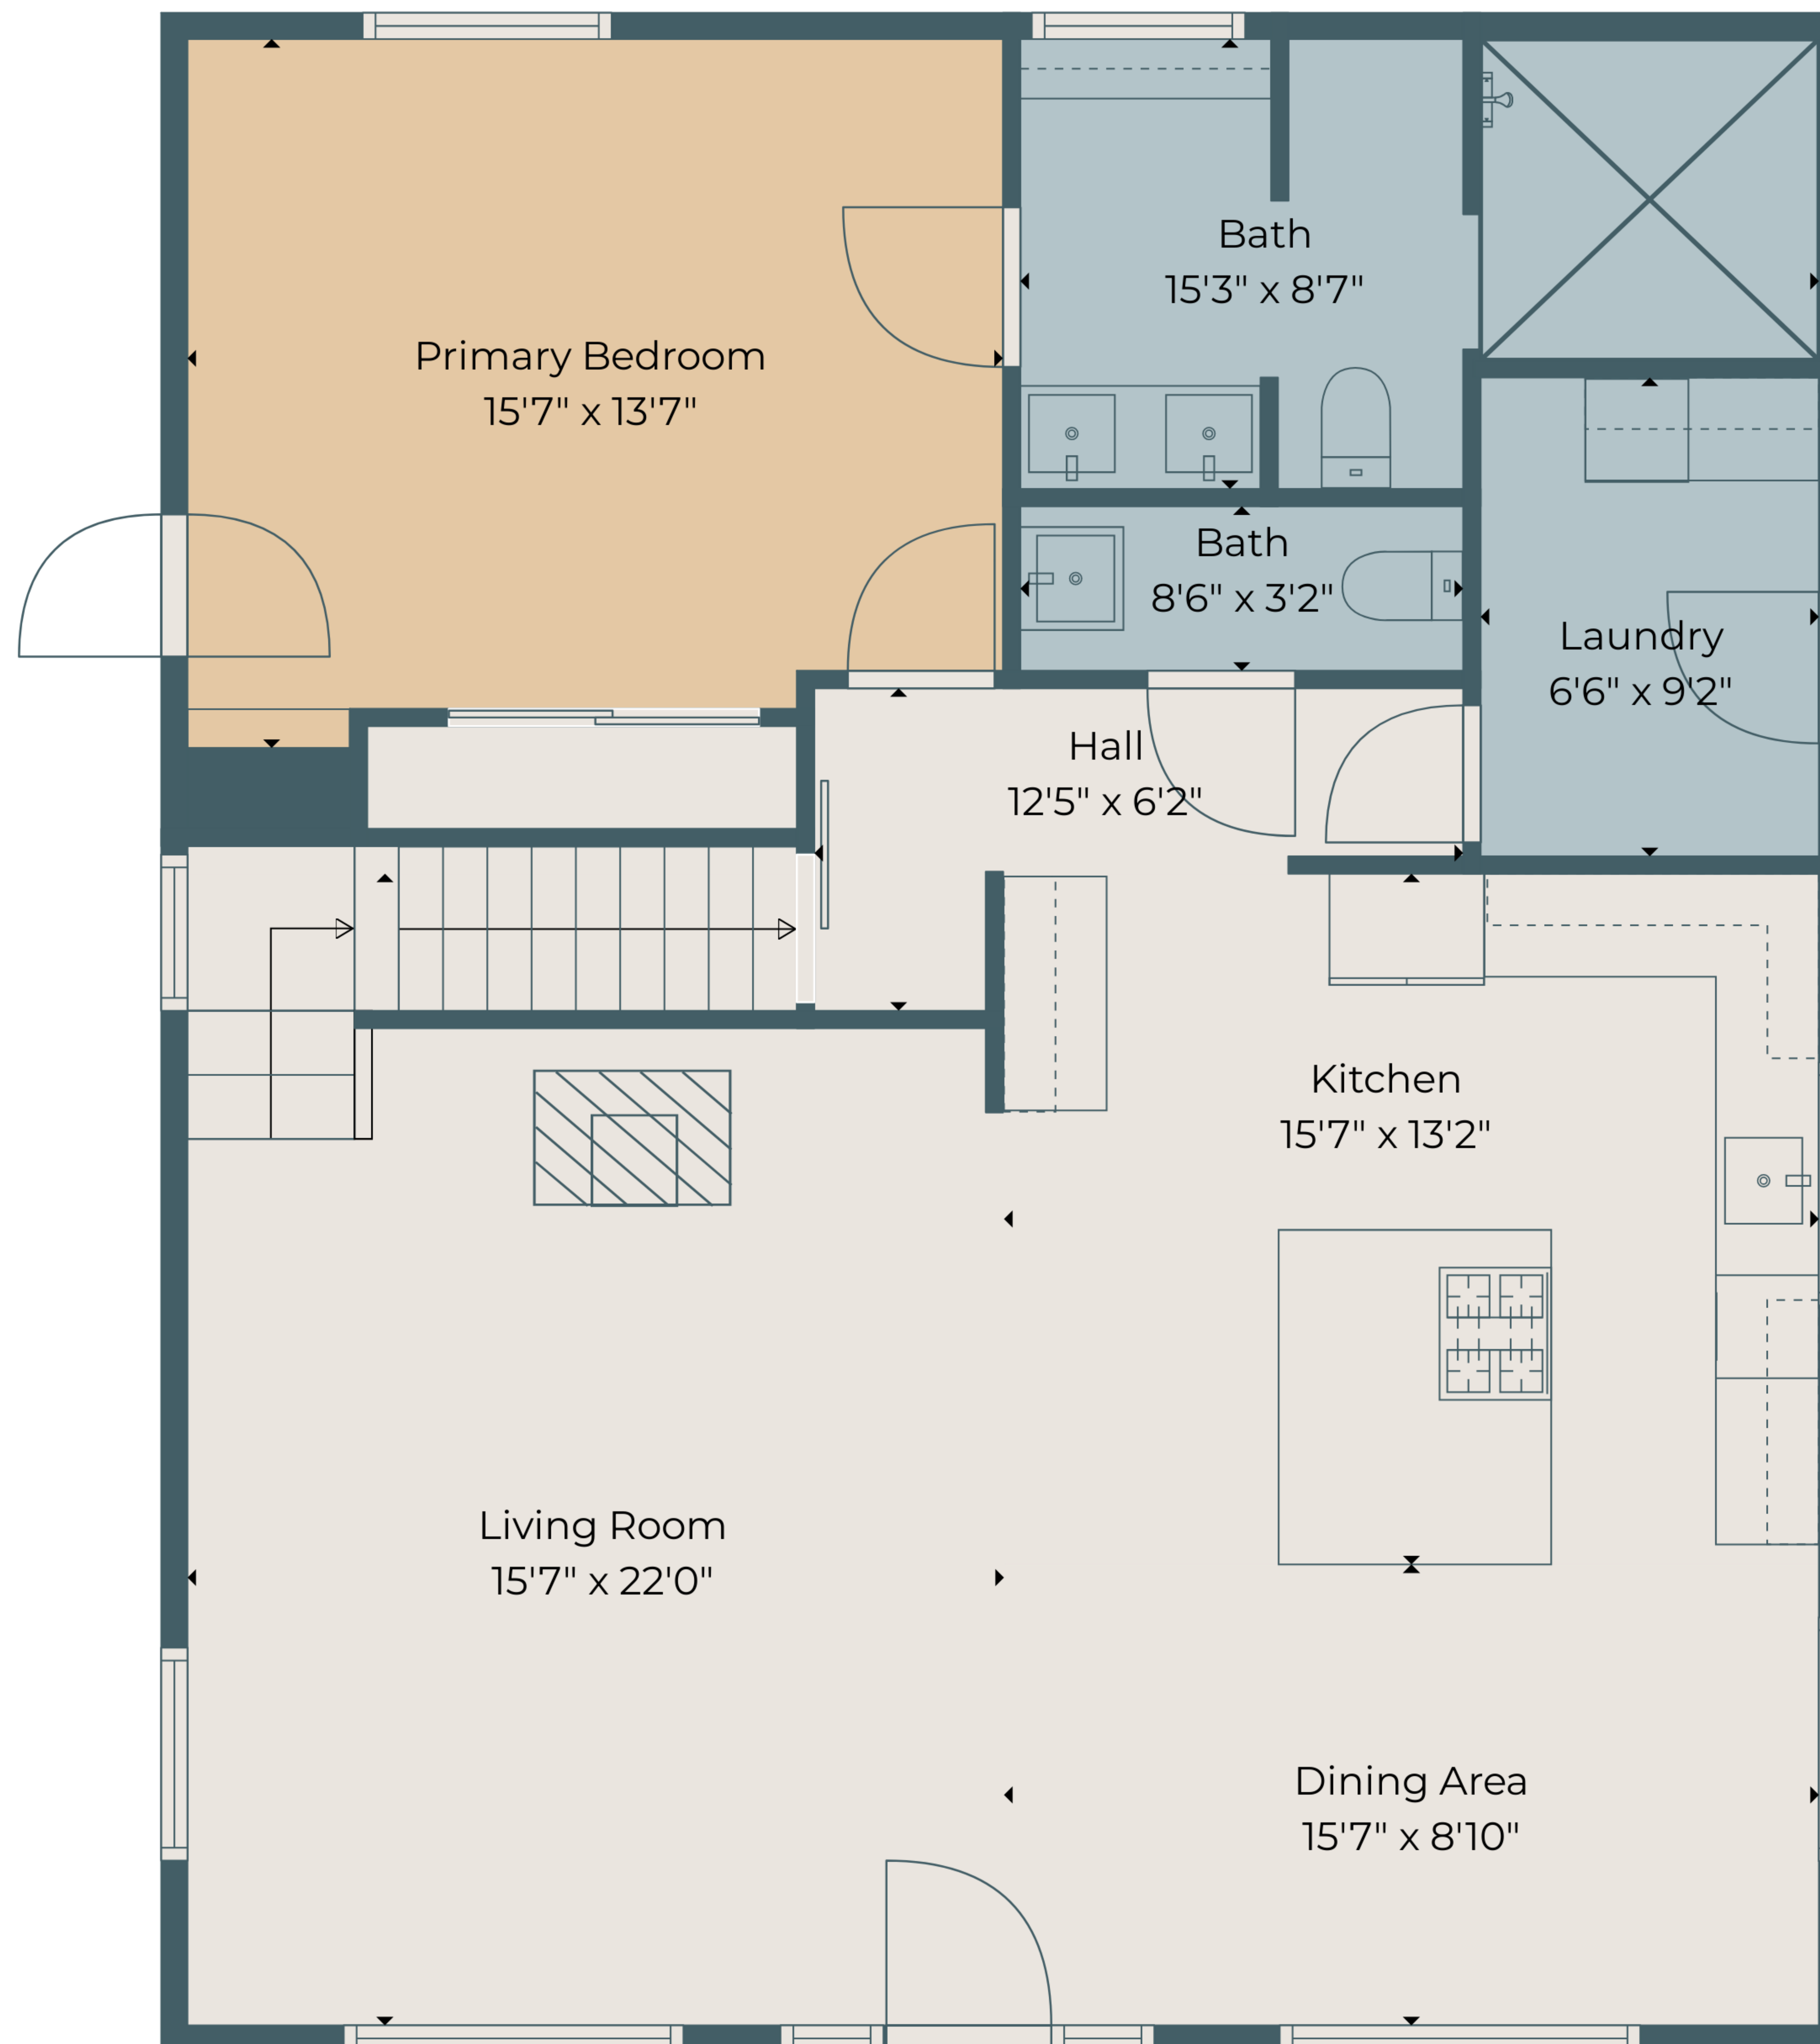 Bath
15'3" x 8'7"
Primary Bedroom
15'7" x 13'7"
Bath
8'6" x 3'2"
Laundry
6'6" x 9'2"
Hall
12'5" x 6'2"
Kitchen
15'7" x 13'2"
Living Room
15'7" x 22'0"
Dining Area
15'7" x 8'10"